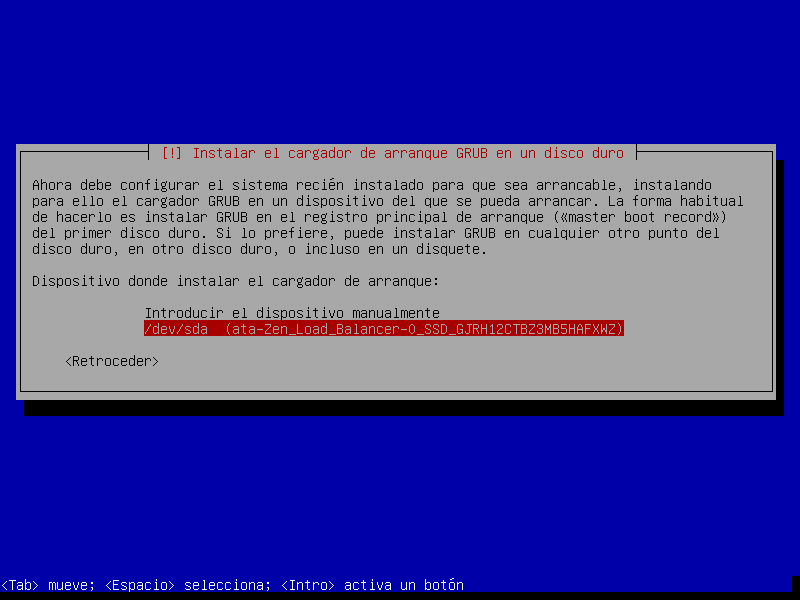 [!] Instalar el cargador de arranque GRUB en un disco duro
Ahora debe configurar el sistema recién instalado para que sea arrancable, instalando
para ello el cargador GRUB en un dispositivo del que se pueda arrancar. La forma habitual
de hacerlo es instalar GRUB en el registro principal de arranque («master boot record»)
del primer disco duro. Si lo prefiere, puede instalar GRUB en cualquier otro punto del
disco duro, en otro disco duro, o incluso en un disquete.
Dispositivo donde instalar el cargador de arranque:
Introducir el dispositivo manualmente
/dev/sda (ata-Zen_Load_Balancer-0_SSD_GJRH12CTBZ3MB5HAFXWZ)
<Retroceder>
<Tab> mueve; <Espacio> selecciona; <Intro> activa un botón